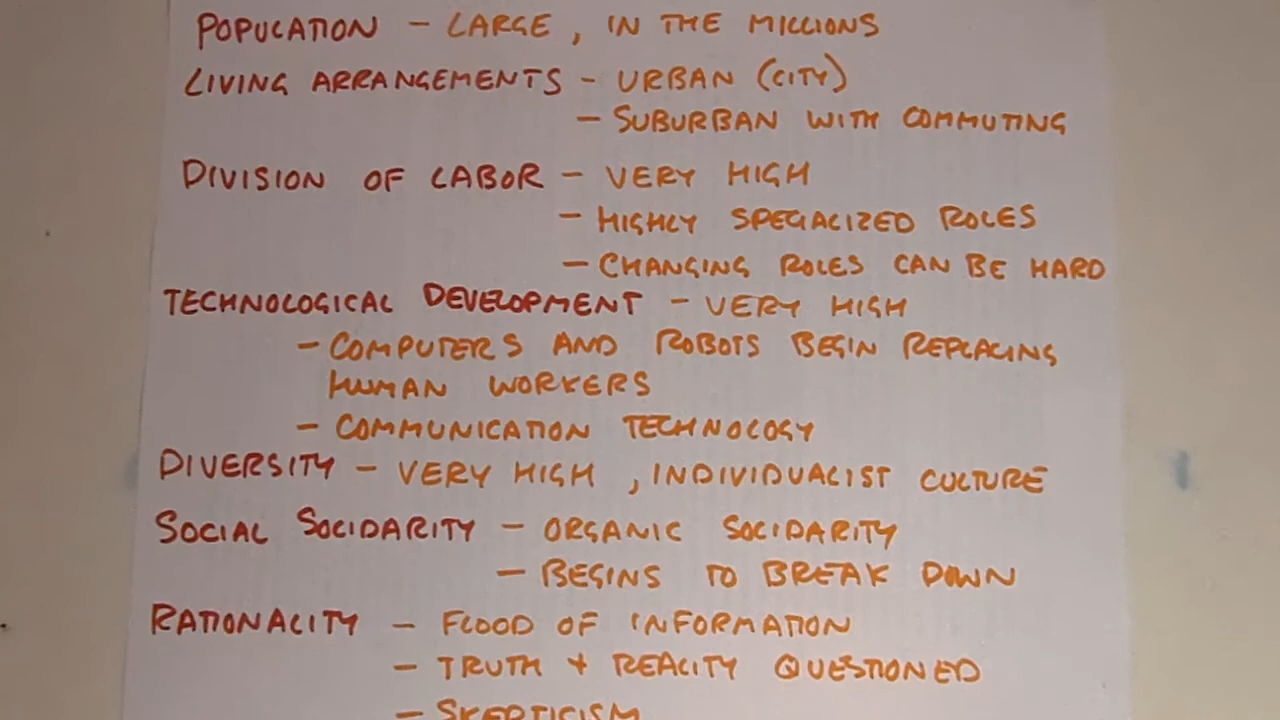 POPULATION - LARGE, IN THE MILLIONS
LIVING ARRANGEMENTS - URBAN (CITY)
- SUBURBAN WITH COMMUTING
DIVISION OF LABOR - VERY HIGH
- HIGHLY SPECIALIZED ROLES
- CHANGING ROLES CAN BE HARD
TECHNOLOGICAL DEVELOPMENT - VERY HIGH
- COMPUTERS AND ROBOTS BEGIN REPLACING
HUMAN WORKERS
- COMMUNICATION TECHNOLOGY
DIVERSITY - VERY HIGH, INDIVIDUALIST CULTURE
SOCIAL SOLIDARITY - ORGANIC SOLIDARITY
- BEGINS TO BREAK DOWN
RATIONALITY - FLOOD OF INFORMATION
- TRUTH + REALITY QUESTIONED
- SKEPTICISM